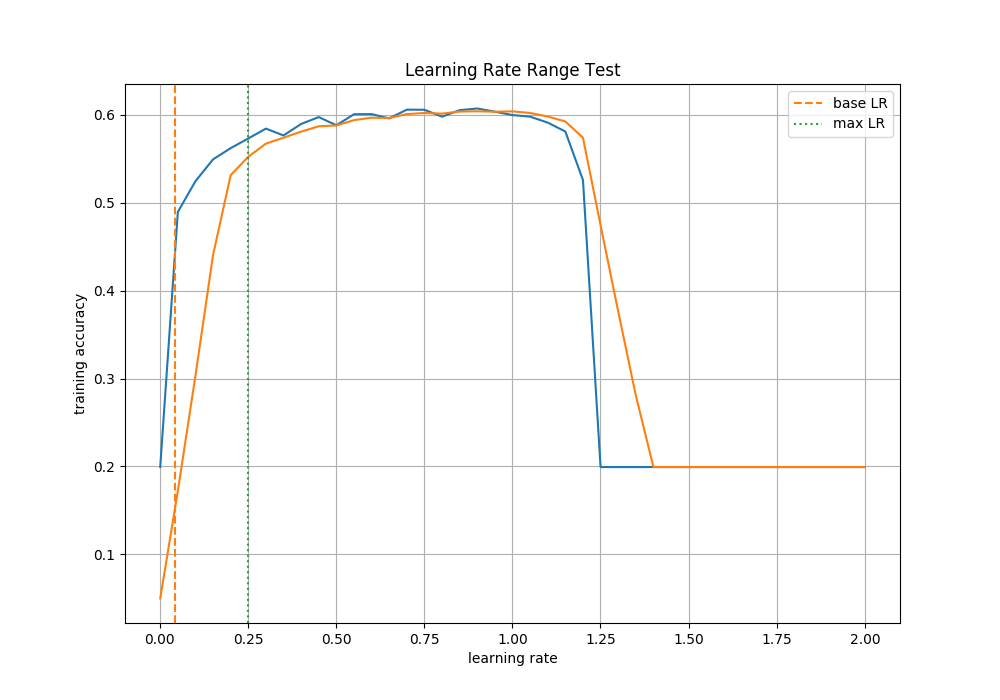 Learning Rate Range Test
base LR
max LR
training accuracy
0.6
0.5
0.4
0.3
0.2
0.1
0.00 0.25 0.50 0.75 1.00 1.25 1.50 1.75 2.00
learning rate